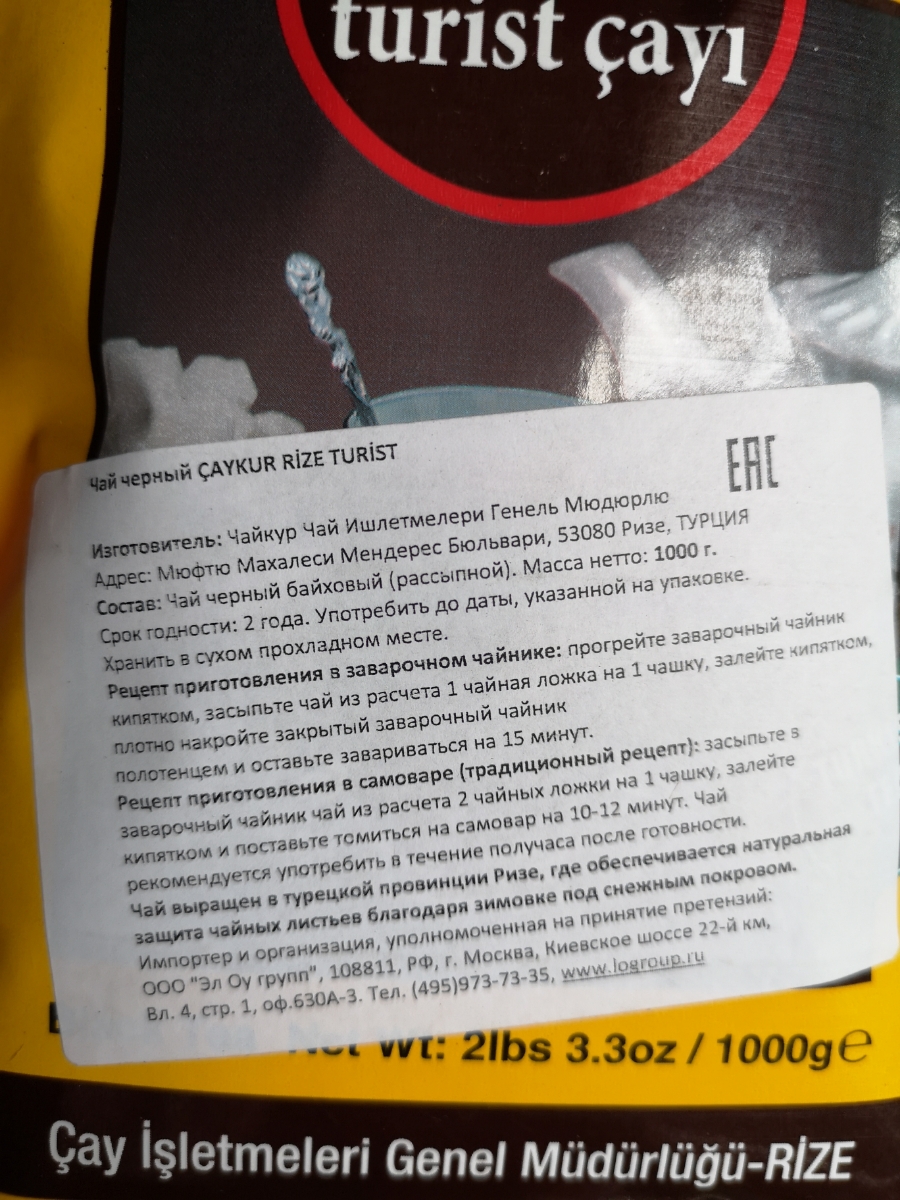 turist çayı
Чай черный ÇAYKUR RİZE TURİST
EAC
Изготовитель: Чайкур Чай Ишлетмелери Генель Мюдюрлю
Адрес: Мюфтю Махалеси Мендерес Бюльвари, 53080 Ризе, ТУРЦИЯ
Состав: Чай черный байховый (рассыпной). Масса нетто: 1000 г.
Срок годности: 2 года. Употребить до даты, указанной на упаковке.
Хранить в сухом прохладном месте.
Рецепт приготовления в заварочном чайнике: прогрейте заварочный чайник
кипятком, засыпьте чай из расчета 1 чайная ложка на 1 чашку, залейте кипятком,
плотно накройте закрытый заварочный чайник
полотенцем и оставьте завариваться на 15 минут.
Рецепт приготовления в самоваре (традиционный рецепт): засыпьте в
заварочный чайник чай из расчета 2 чайных ложки на 1 чашку, залейте
кипятком и поставьте томиться на самовар на 10-12 минут. Чай
рекомендуется употребить в течение получаса после готовности.
Чай выращен в турецкой провинции Ризе, где обеспечивается натуральная
защита чайных листьев благодаря зимовке под снежным покровом.
Импортер и организация, уполномоченная на принятие претензий:
ООО "Эл Оу групп", 108811, РФ, г. Москва, Киевское шоссе 22-й км,
Вл. 4, стр. 1, оф.630А-3. Тел. (495)973-73-35, www.logroup.ru
Net Wt: 2lbs 3.3oz / 1000g℮
Çay İşletmeleri Genel Müdürlüğü-RİZE